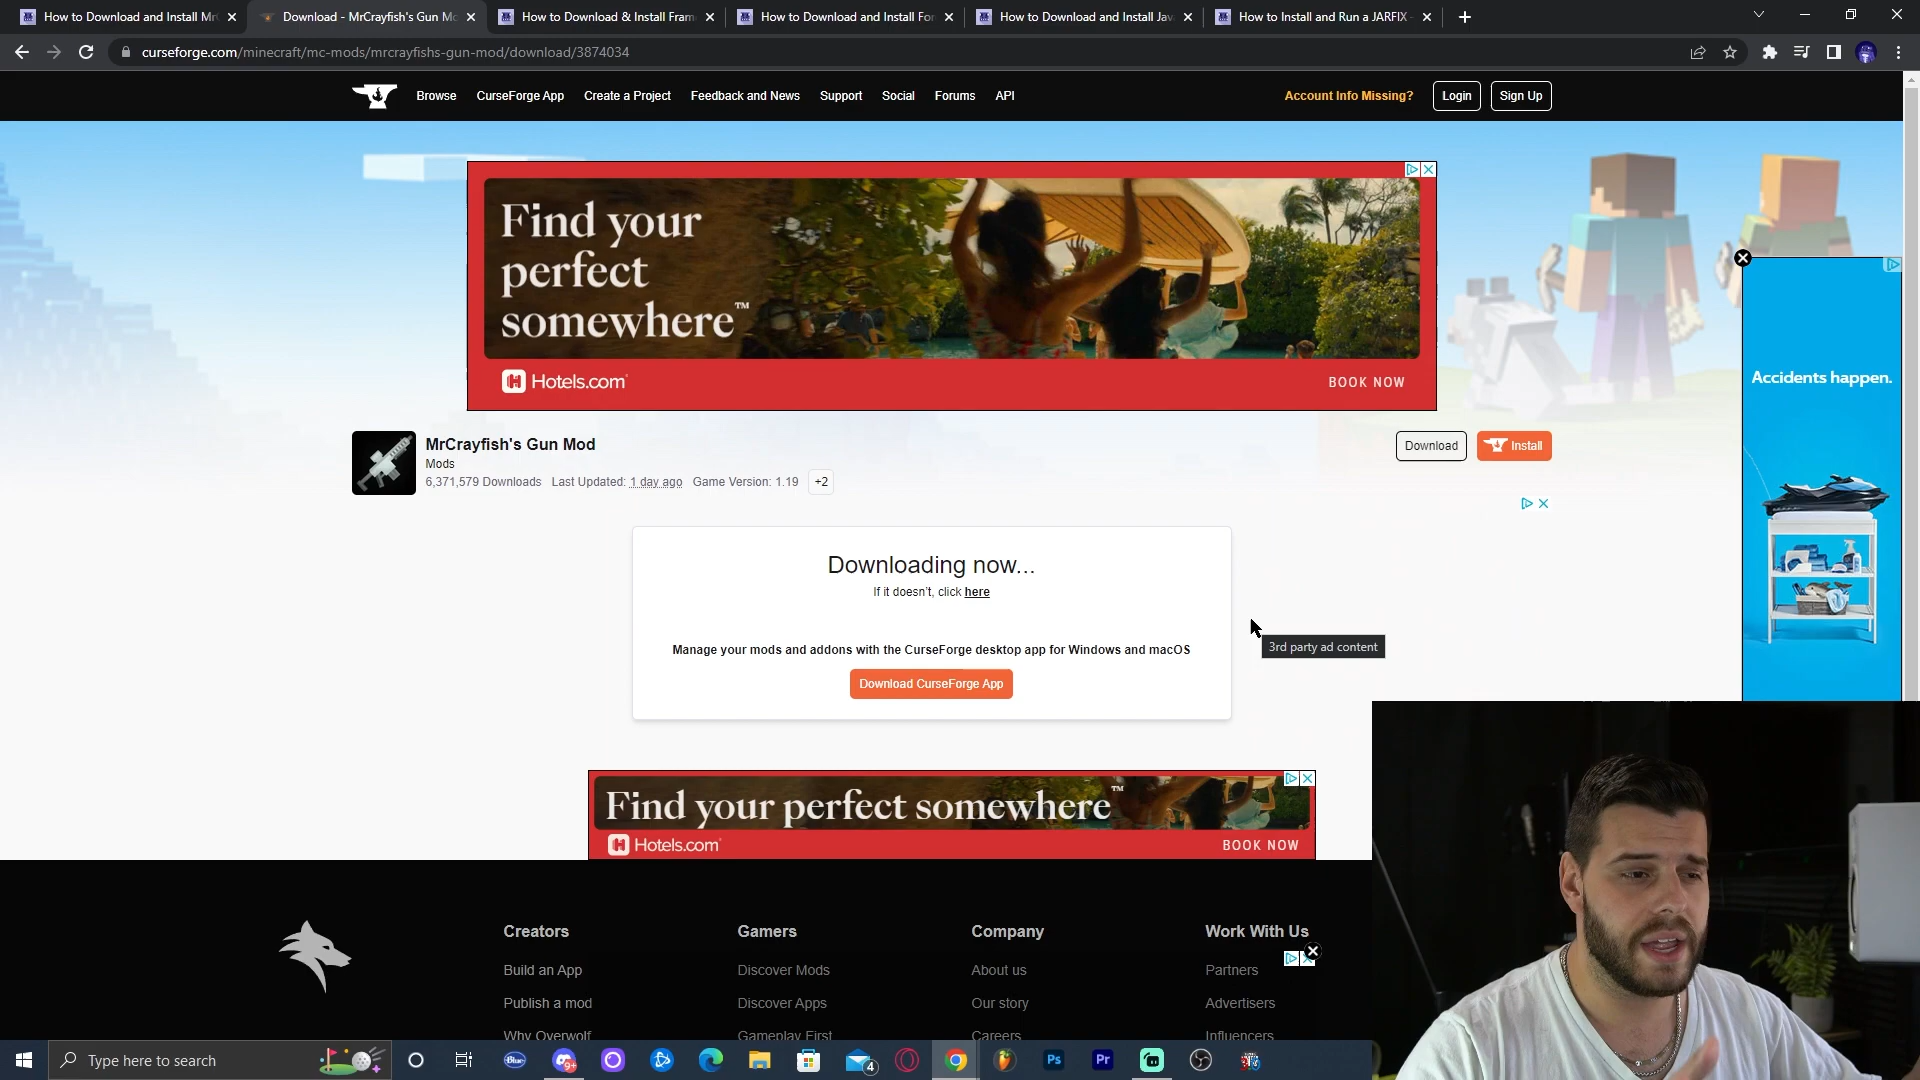 How to Download and Install Mr
Download - MrCrayfish's Gun Mo
How to Download & Install Fram
How to Download and Install For
How to Download and Install Jav
How to Install and Run a JARFIX -
curseforge.com/minecraft/mc-mods/mrcrayfishs-gun-mod/download/3874034
Browse
CurseForge App
Create a Project
Feedback and News
Support
Social
Forums
API
Account Info Missing?
Login
Sign Up
Find your
perfect
somewhere™
Hotels.com
BOOK NOW
Accidents happen.
MrCrayfish's Gun Mod
Mods
6,371,579 Downloads Last Updated: 1 day ago Game Version: 1.19 +2
Download
Install
Downloading now...
If it doesn't, click here
3rd party ad content
Manage your mods and addons with the CurseForge desktop app for Windows and macOS
Download CurseForge App
Find your perfect somewhere™
Hotels.com
BOOK NOW
Creators
Gamers
Company
Work With Us
Build an App
Discover Mods
About us
Partners
Publish a mod
Discover Apps
Our story
Advertisers
Why Overwolf
Gameplay First
Careers
Influencers
Type here to search
Blue
9+
4
Ps
Pr